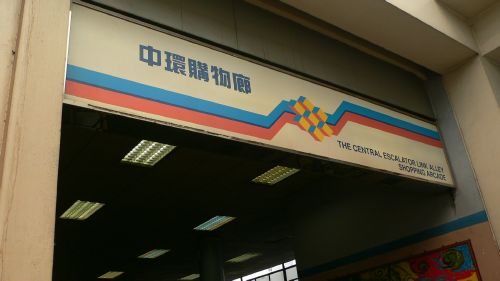 中環購物廊
THE CENTRAL ESCALATOR LINK ALLEY
SHOPPING ARCADE